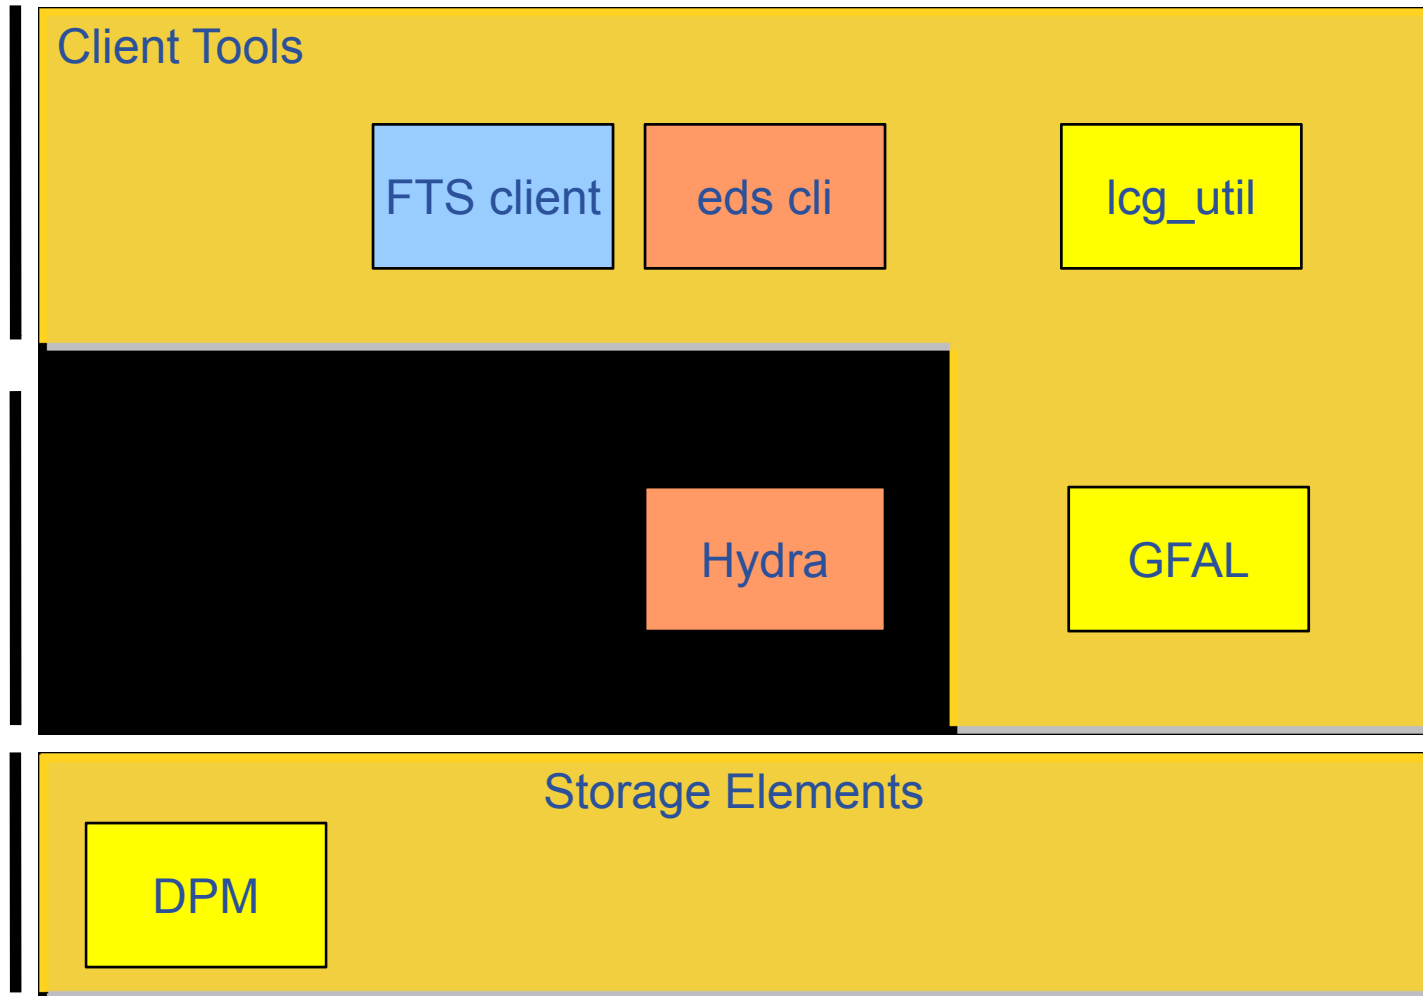 Client Tools
FTS client
eds cli
lcg_util
Hydra
GFAL
Storage Elements
DPM